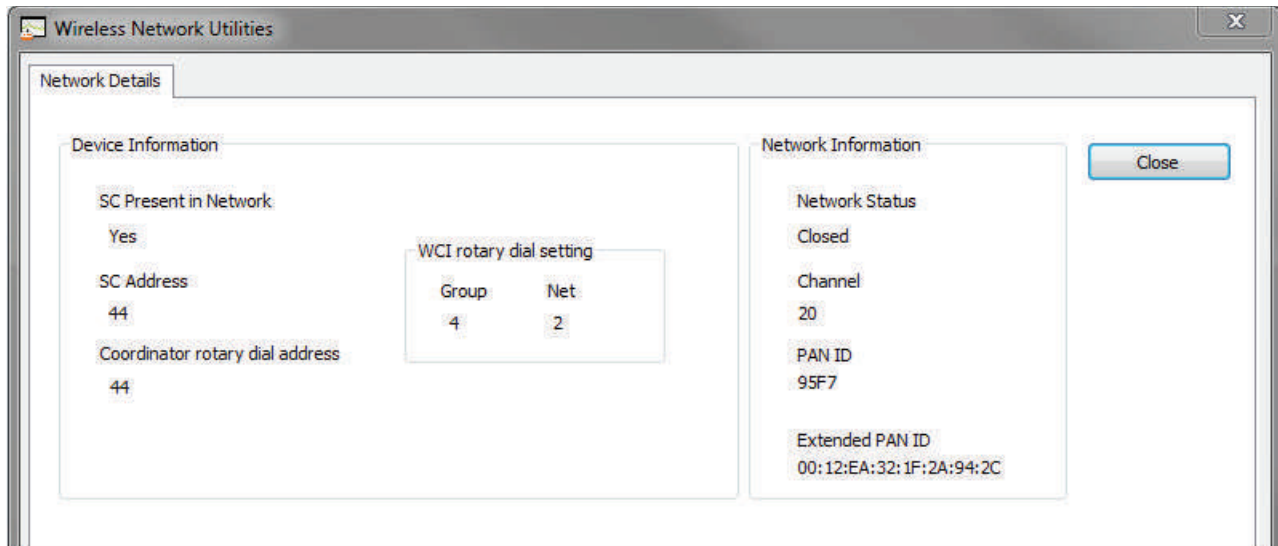 Wireless Network Utilities
Network Details
Device Information
SC Present in Network
Yes
SC Address
44
Coordinator rotary dial address
44
WCI rotary dial setting
Group Net
4 2
Network Information
Network Status
Closed
Channel
20
PAN ID
95F7
Extended PAN ID
00:12:EA:32:1F:2A:94:2C
Close